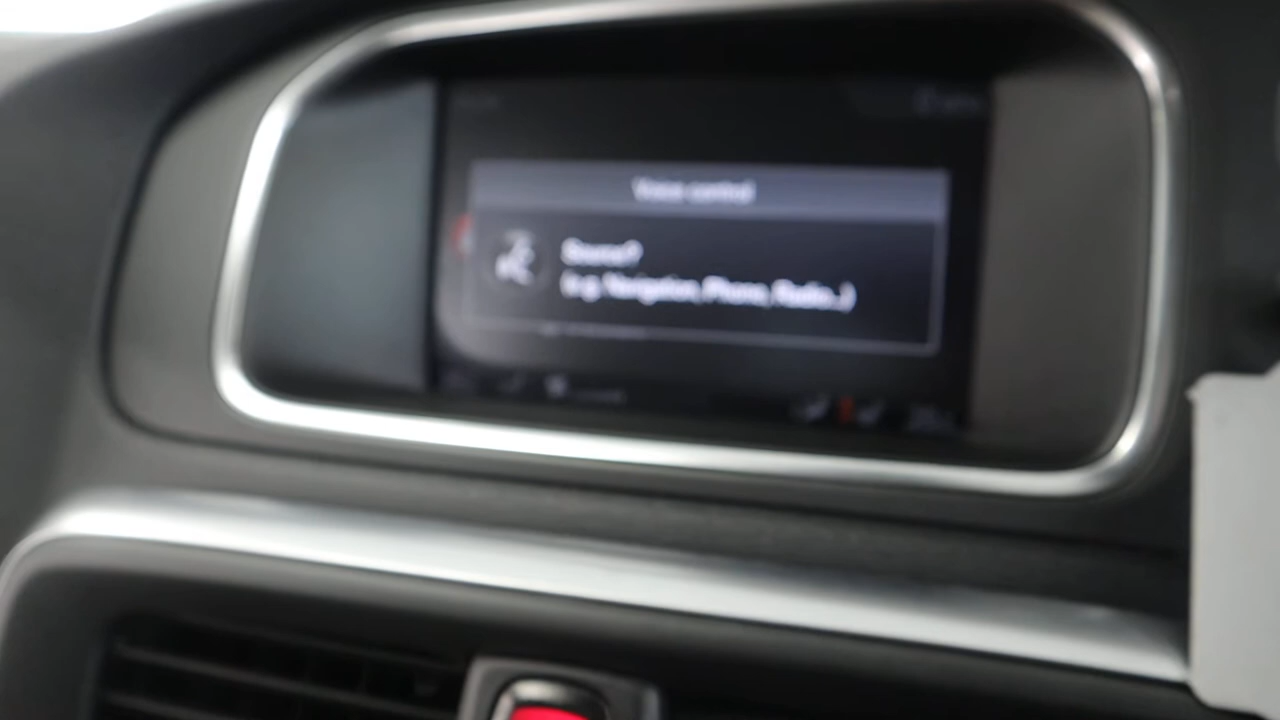 Voice control
Source?
(e.g. Navigation, Phone, Radio...)